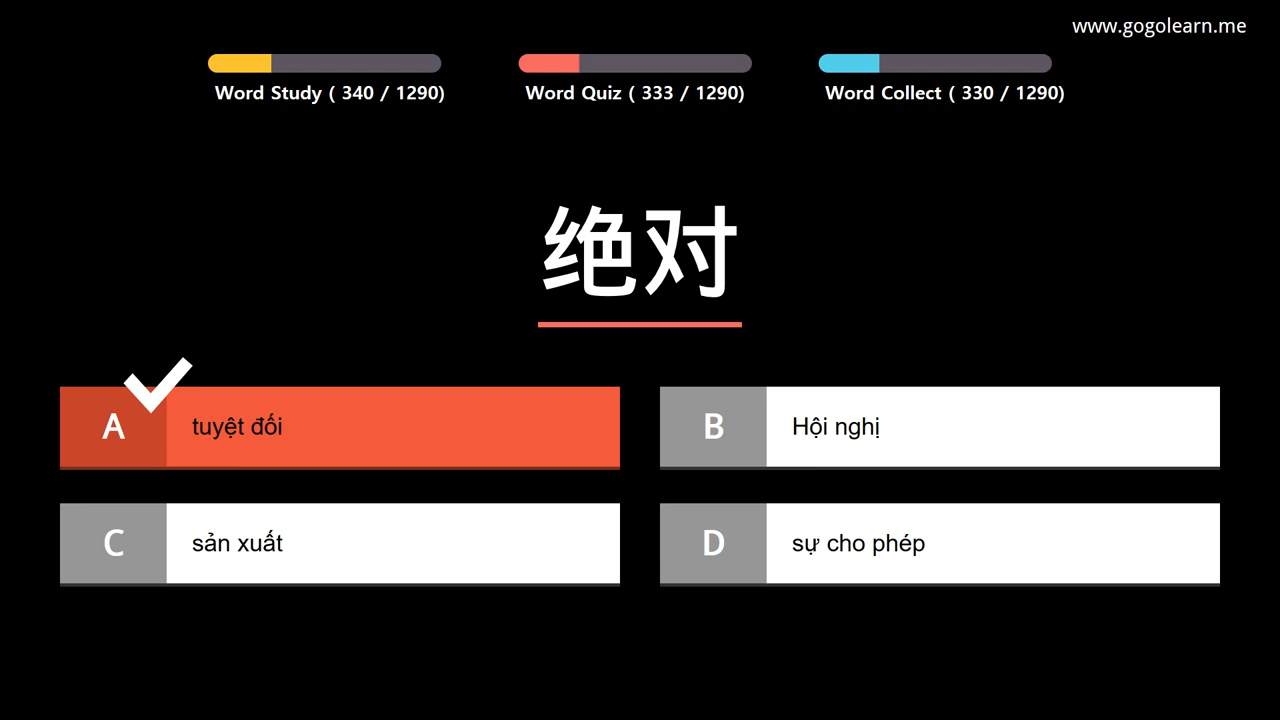 www.gogolearn.me
Word Study ( 340 / 1290)
Word Quiz ( 333 / 1290)
Word Collect ( 330 / 1290)
绝对
A tuyệt đối
B Hội nghị
C sản xuất
D sự cho phép